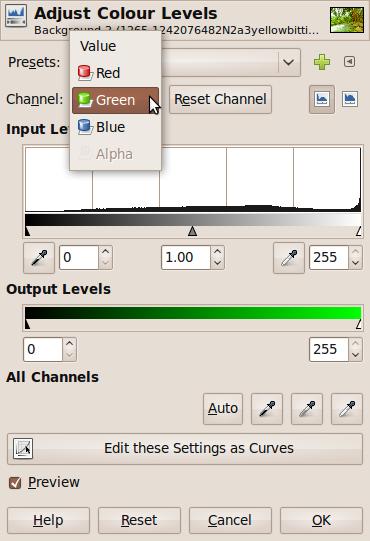 Adjust Colour Levels
Background-2 (1265 1242076482N2a3yellowbitti...
Presets:
Value
Red
Channel:
Green
Reset Channel
Blue
Alpha
Input Le
0
1.00
255
Output Levels
0
255
All Channels
Auto
Edit these Settings as Curves
Preview
Help
Reset
Cancel
OK